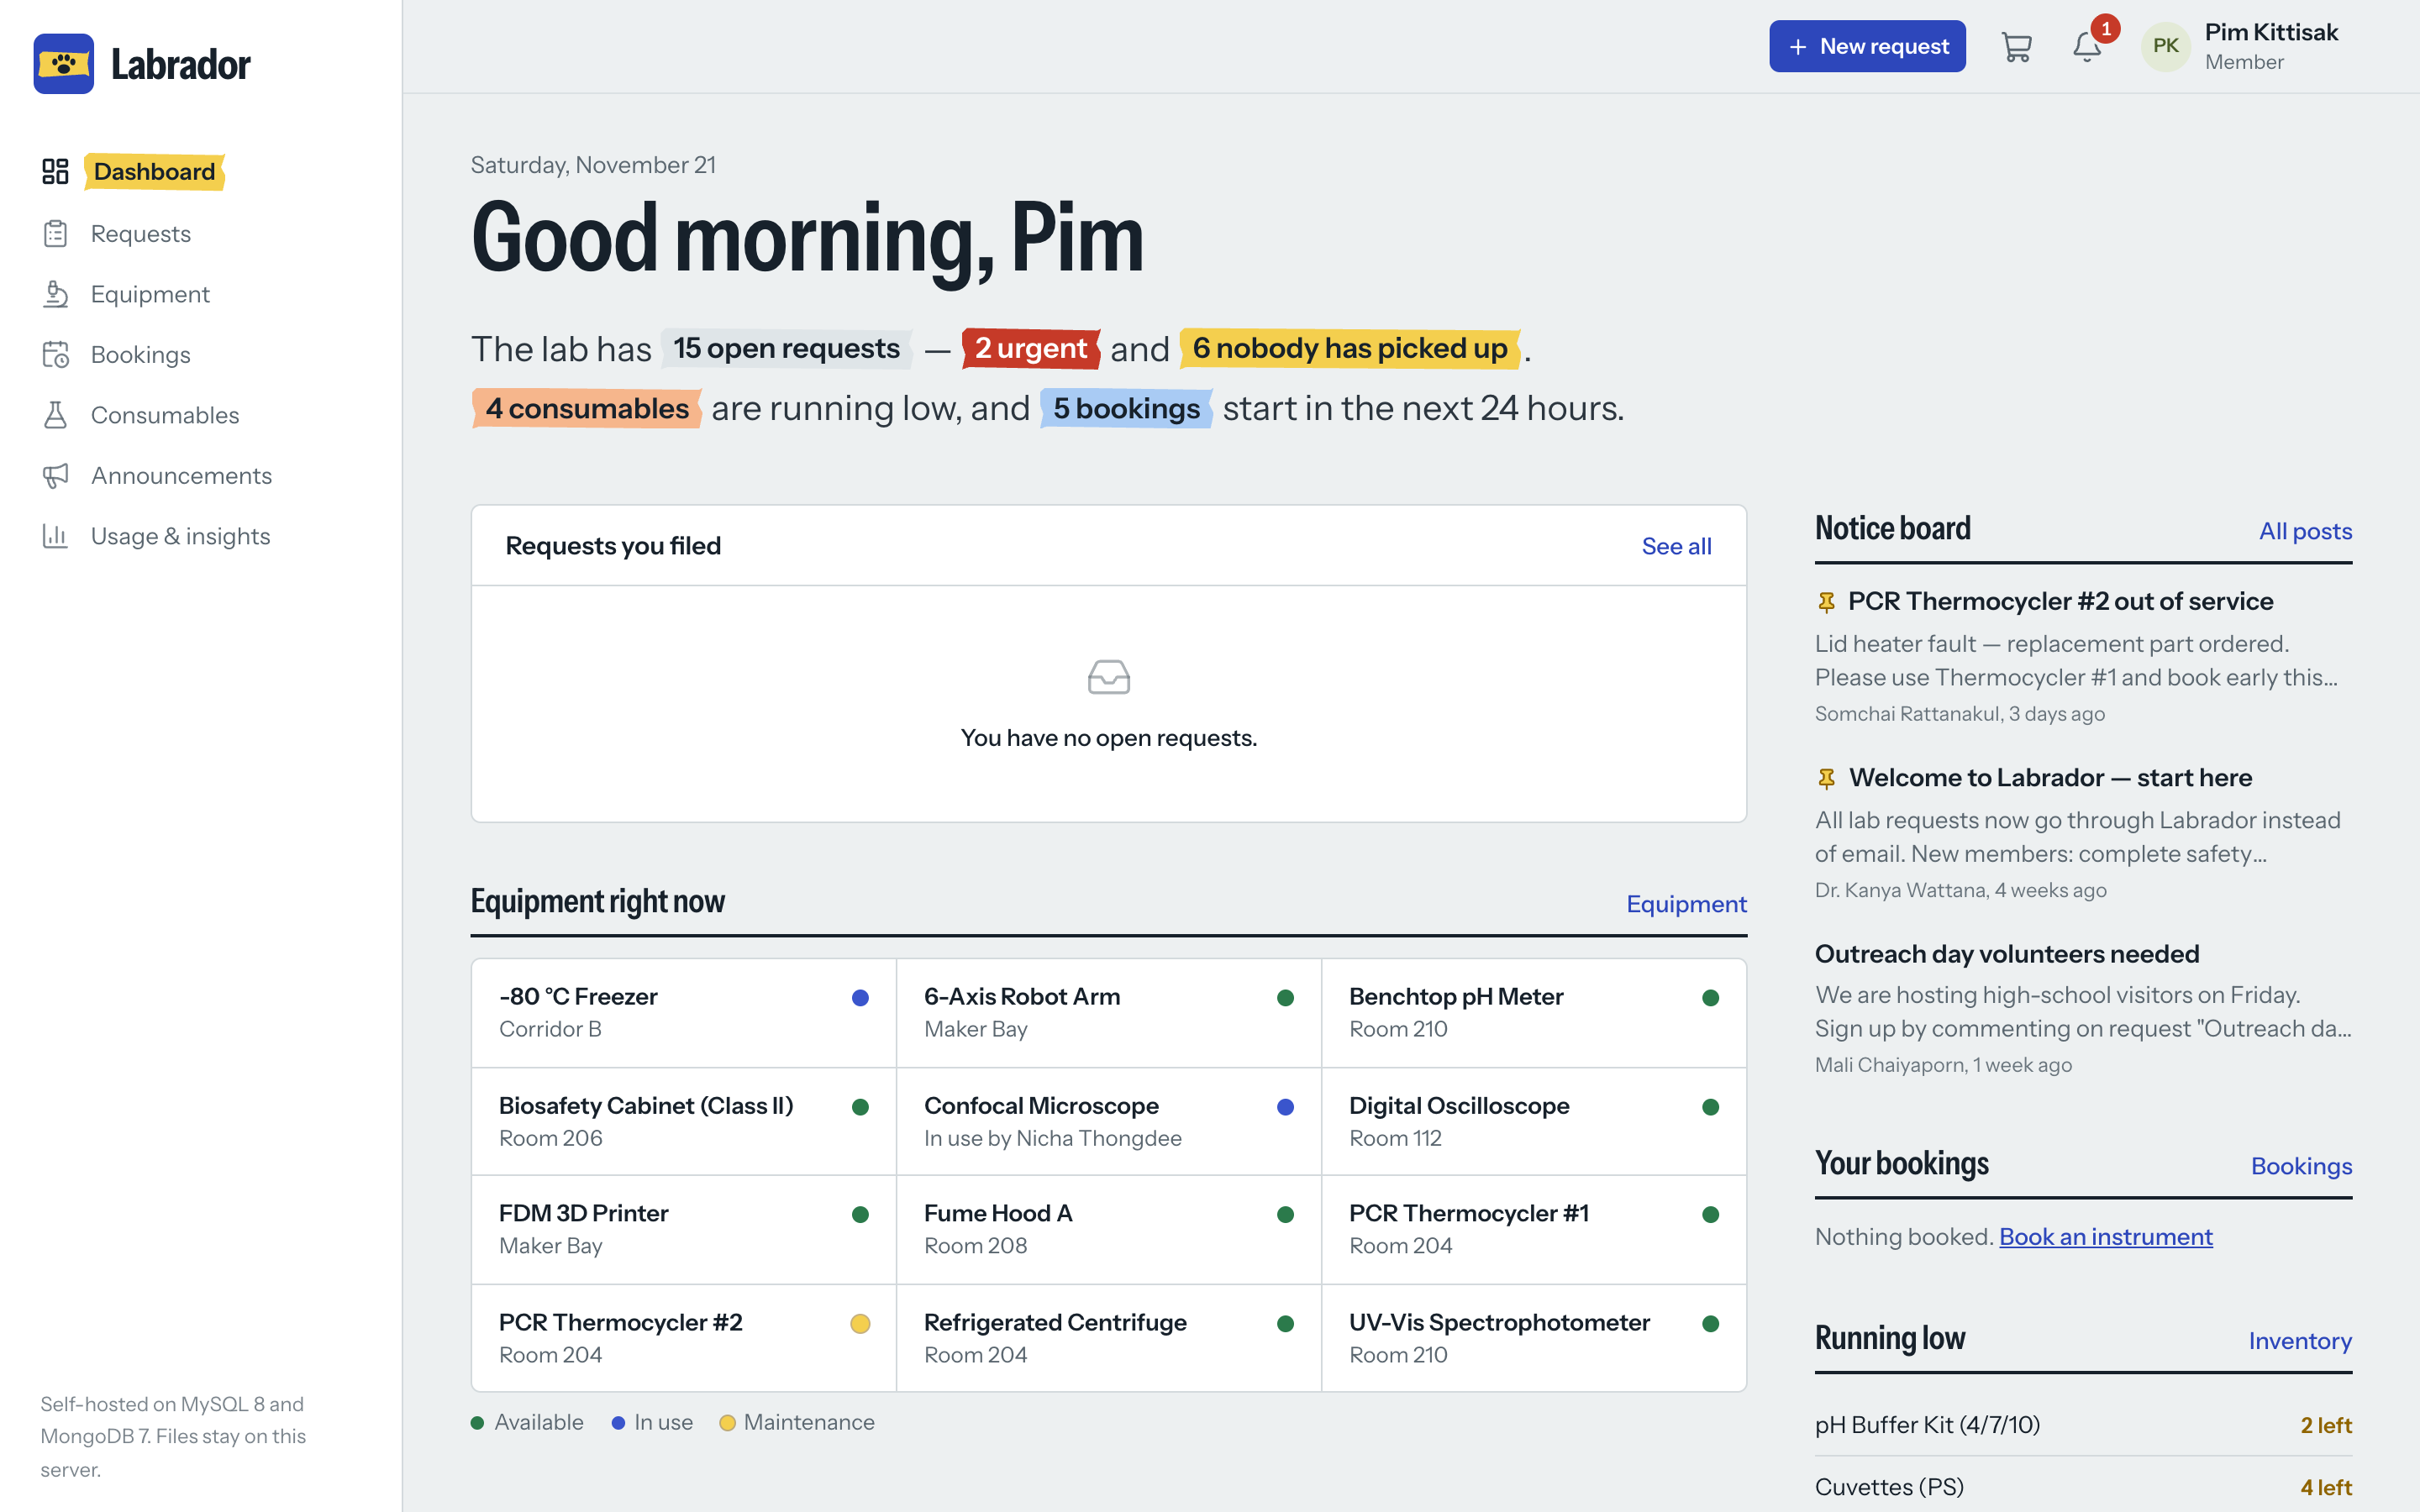 Labrador
Dashboard
Requests
Equipment
Bookings
Consumables
Announcements
Usage & insights
Self-hosted on MySQL 8 and
MongoDB 7. Files stay on this
server.
New request
1
PK
Pim Kittisak
Member
Saturday, November 21
Good morning, Pim
The lab has 15 open requests — 2 urgent and 6 nobody has picked up .
4 consumables are running low, and 5 bookings start in the next 24 hours.
Requests you filed
See all
You have no open requests.
Equipment right now
Equipment
-80 °C Freezer
Corridor B
6-Axis Robot Arm
Maker Bay
Benchtop pH Meter
Room 210
Biosafety Cabinet (Class II)
Room 206
Confocal Microscope
In use by Nicha Thongdee
Digital Oscilloscope
Room 112
FDM 3D Printer
Maker Bay
Fume Hood A
Room 208
PCR Thermocycler #1
Room 204
PCR Thermocycler #2
Room 204
Refrigerated Centrifuge
Room 204
UV-Vis Spectrophotometer
Room 210
Available
In use
Maintenance
Notice board
All posts
PCR Thermocycler #2 out of service
Lid heater fault — replacement part ordered.
Please use Thermocycler #1 and book early this...
Somchai Rattanakul, 3 days ago
Welcome to Labrador — start here
All lab requests now go through Labrador instead
of email. New members: complete safety...
Dr. Kanya Wattana, 4 weeks ago
Outreach day volunteers needed
We are hosting high-school visitors on Friday.
Sign up by commenting on request "Outreach da...
Mali Chaiyaporn, 1 week ago
Your bookings
Bookings
Nothing booked. Book an instrument
Running low
Inventory
pH Buffer Kit (4/7/10)
2 left
Cuvettes (PS)
4 left